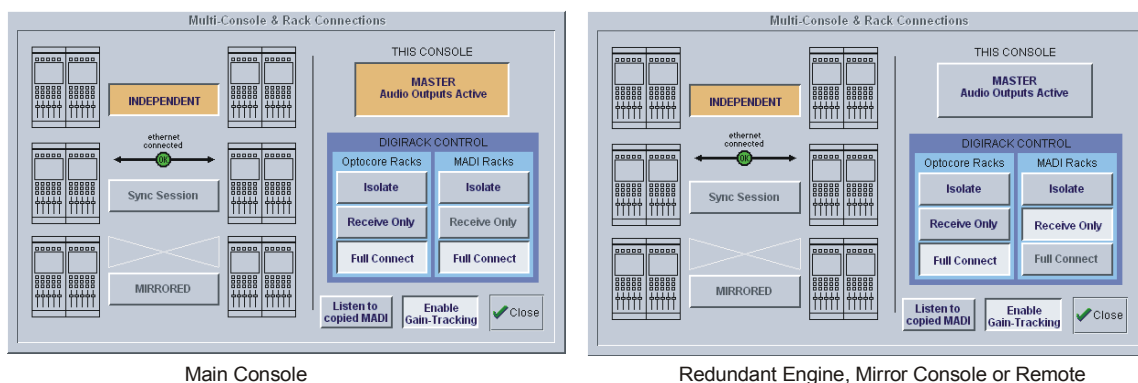 Multi-Console & Rack Connections
THIS CONSOLE
MASTER
Audio Outputs Active
INDEPENDENT
ethernet
connected
OK
Sync Session
MIRRORED
DIGIRACK CONTROL
Optocore Racks MADI Racks
Isolate Isolate
Receive Only Receive Only
Full Connect Full Connect
Listen to
copied MADI
Enable
Gain-Tracking
Close
Main Console
Multi-Console & Rack Connections
THIS CONSOLE
MASTER
Audio Outputs Active
INDEPENDENT
ethernet
connected
OK
Sync Session
MIRRORED
DIGIRACK CONTROL
Optocore Racks MADI Racks
Isolate Isolate
Receive Only Receive Only
Full Connect Full Connect
Listen to
copied MADI
Enable
Gain-Tracking
Close
Redundant Engine, Mirror Console or Remote